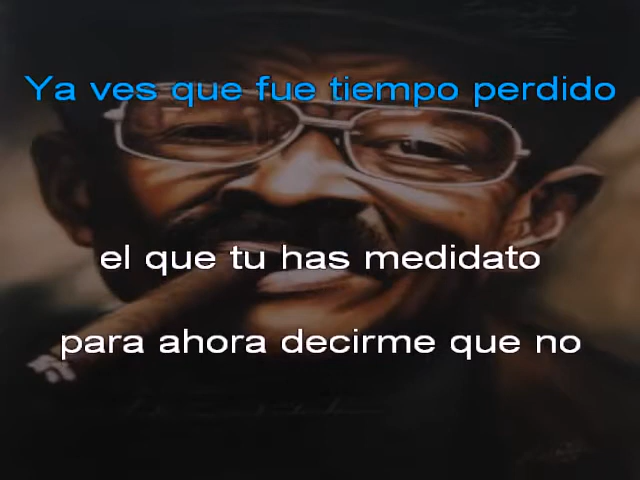 Ya ves que fue tiempo perdido
el que tu has medidato
para ahora decirme que no